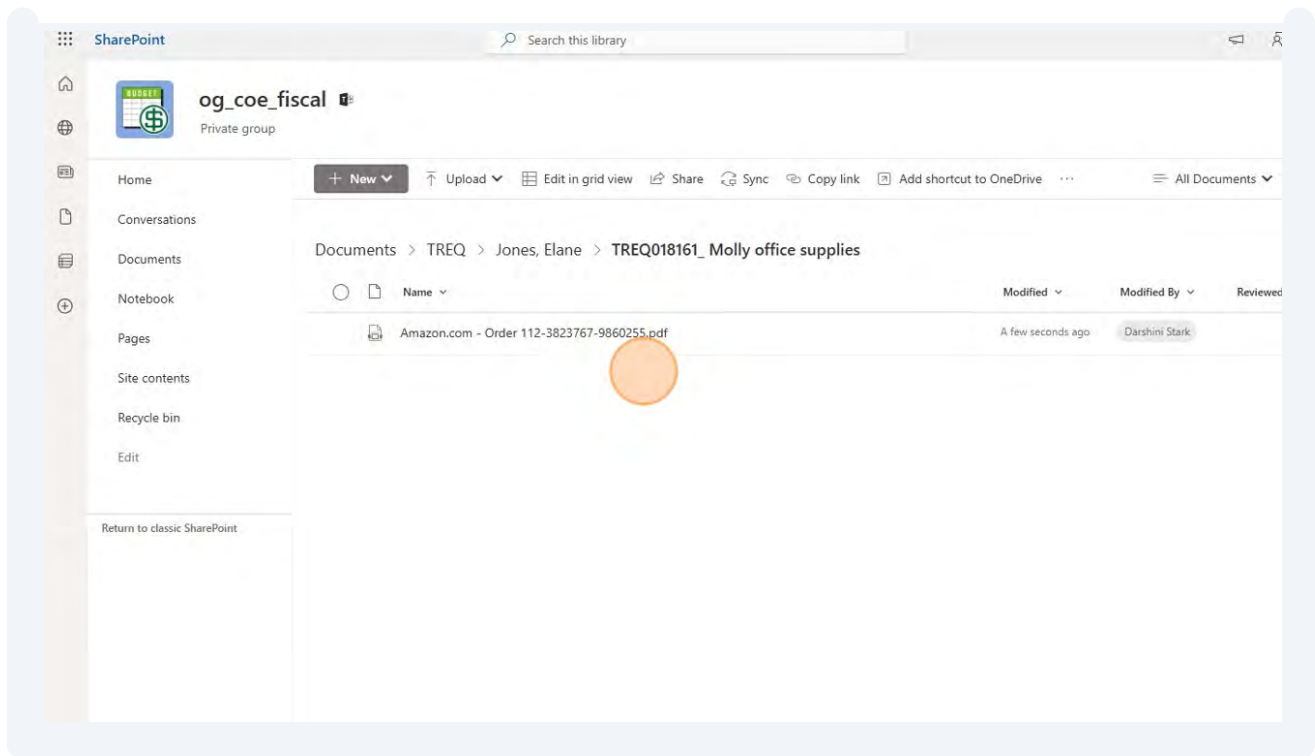 SharePoint
Search this library
BUDGET
$
og_coe_fiscal
Private group
Home
Conversations
Documents
Notebook
Pages
Site contents
Recycle bin
Edit
Return to classic SharePoint
+ New Upload Edit in grid view Share Sync Copy link Add shortcut to OneDrive ... All Documents
Documents > TREQ > Jones, Elane > TREQ018161_ Molly office supplies
Name Modified Modified By Reviewed
Amazon.com - Order 112-3823767-9860255.pdf A few seconds ago Darshini Stark